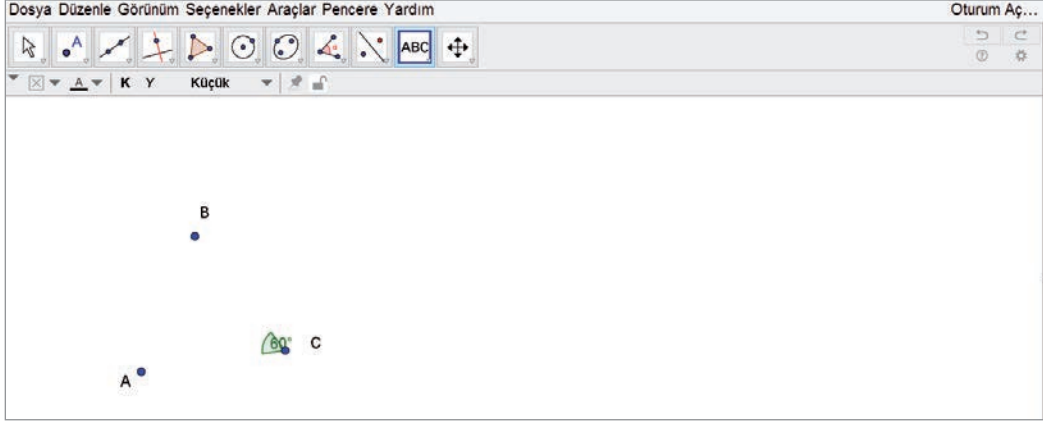 Dosya Düzenle Görünüm Seçenekler Araçlar Pencere Yardım Oturum Aç...
A ABC
A K Y Küçük
B
60° C
A